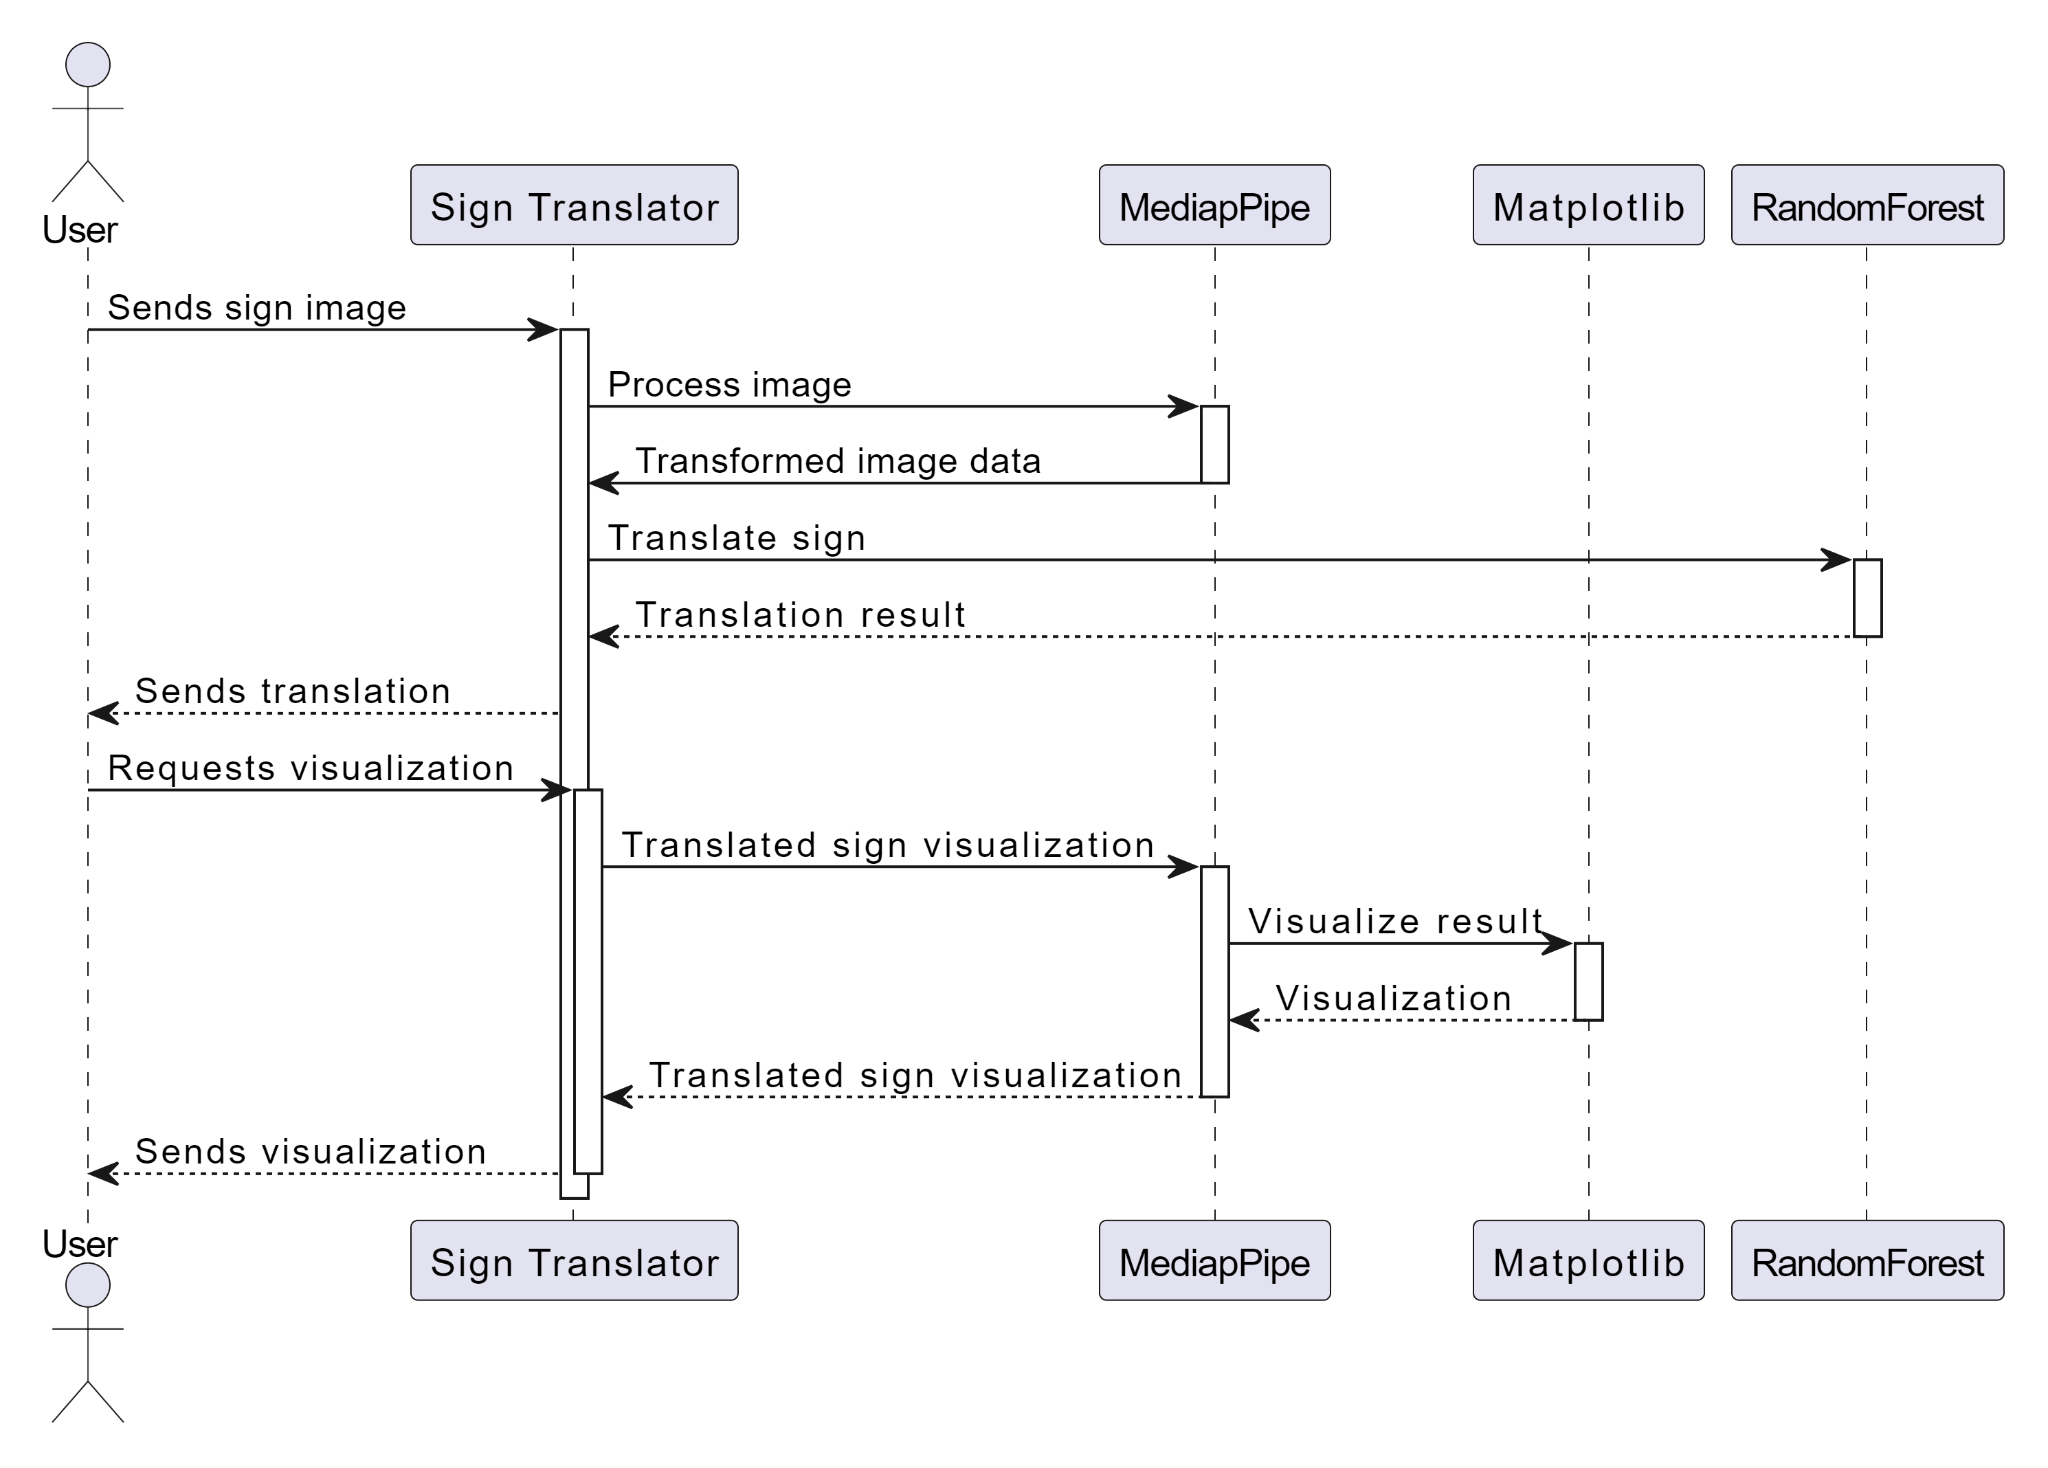 User
Sign Translator
MediapPipe
Matplotlib
RandomForest
Sends sign image
Process image
Transformed image data
Translate sign
Translation result
Sends translation
Requests visualization
Translated sign visualization
Visualize result
Visualization
Translated sign visualization
Sends visualization
User
Sign Translator
MediapPipe
Matplotlib
RandomForest